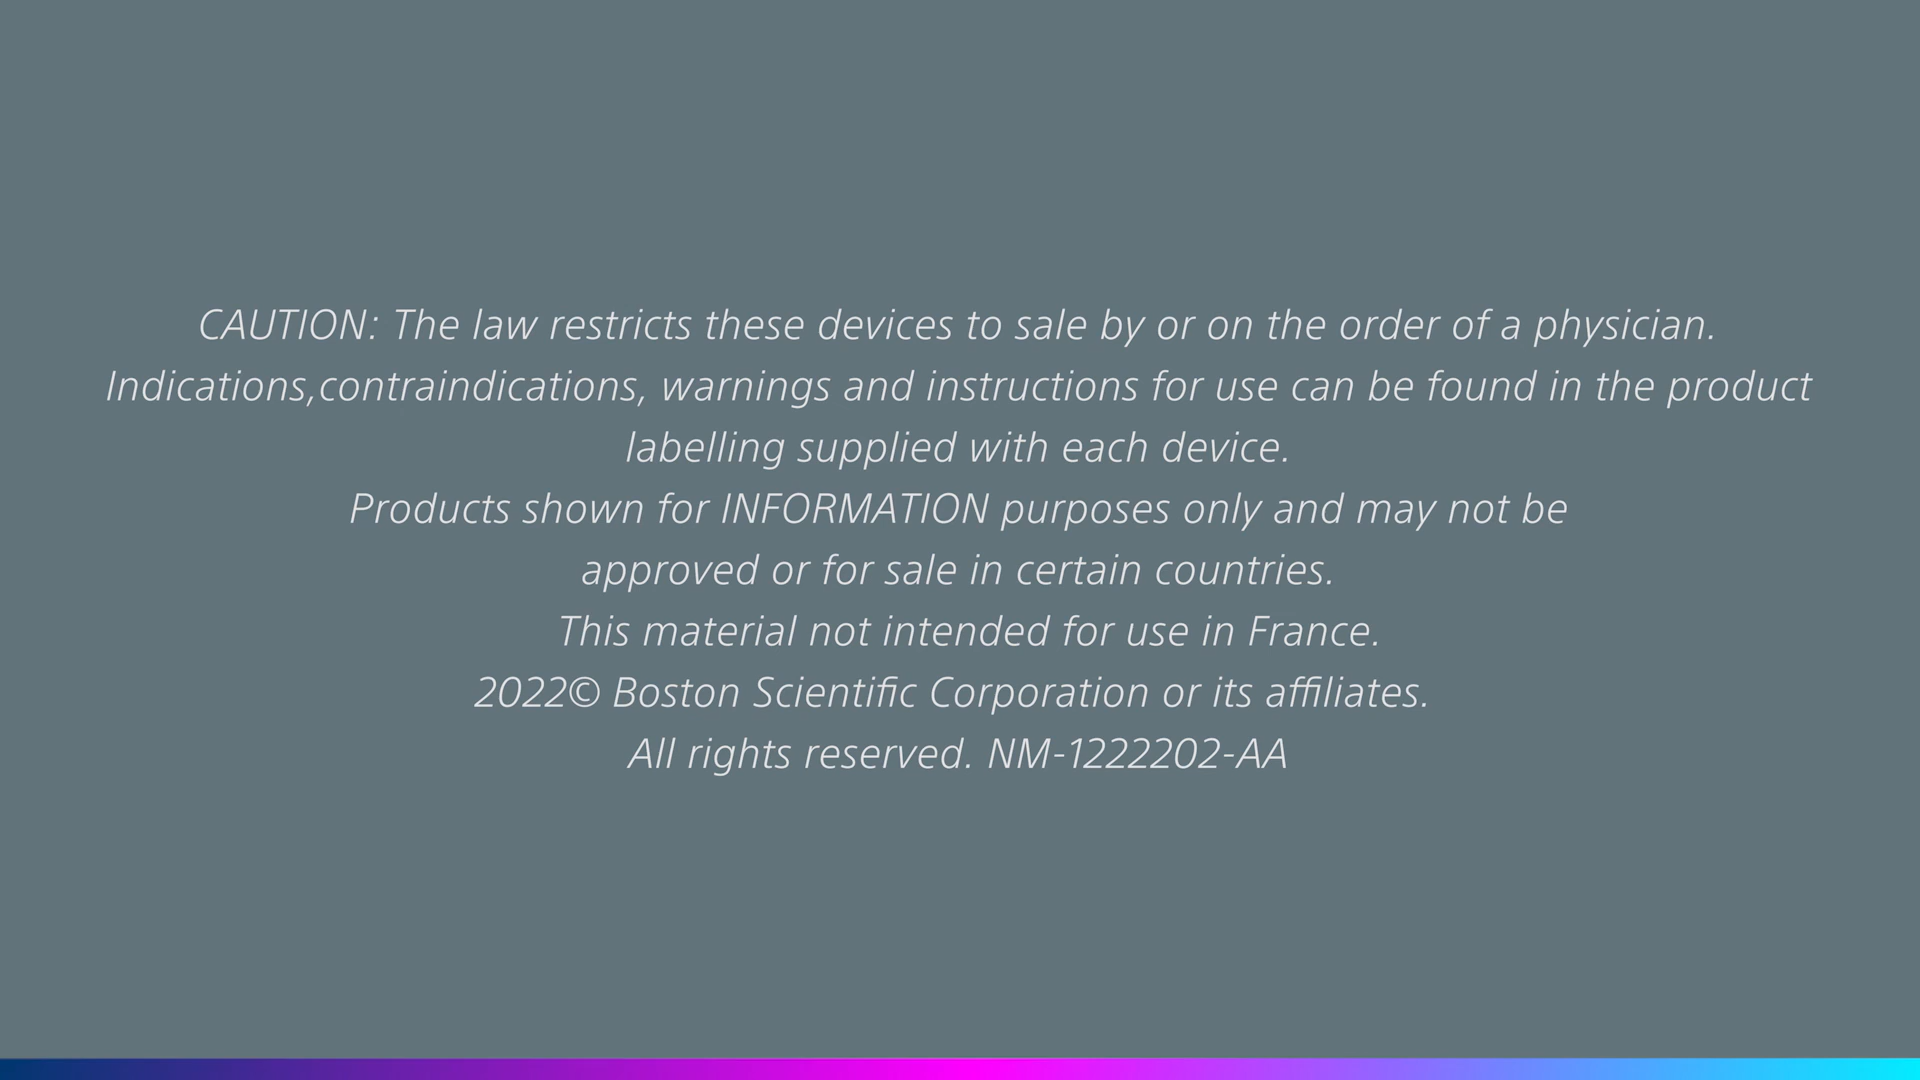 CAUTION: The law restricts these devices to sale by or on the order of a physician.
Indications,contraindications, warnings and instructions for use can be found in the product
labelling supplied with each device.
Products shown for INFORMATION purposes only and may not be
approved or for sale in certain countries.
This material not intended for use in France.
2022© Boston Scientific Corporation or its affiliates.
All rights reserved. NM-1222202-AA